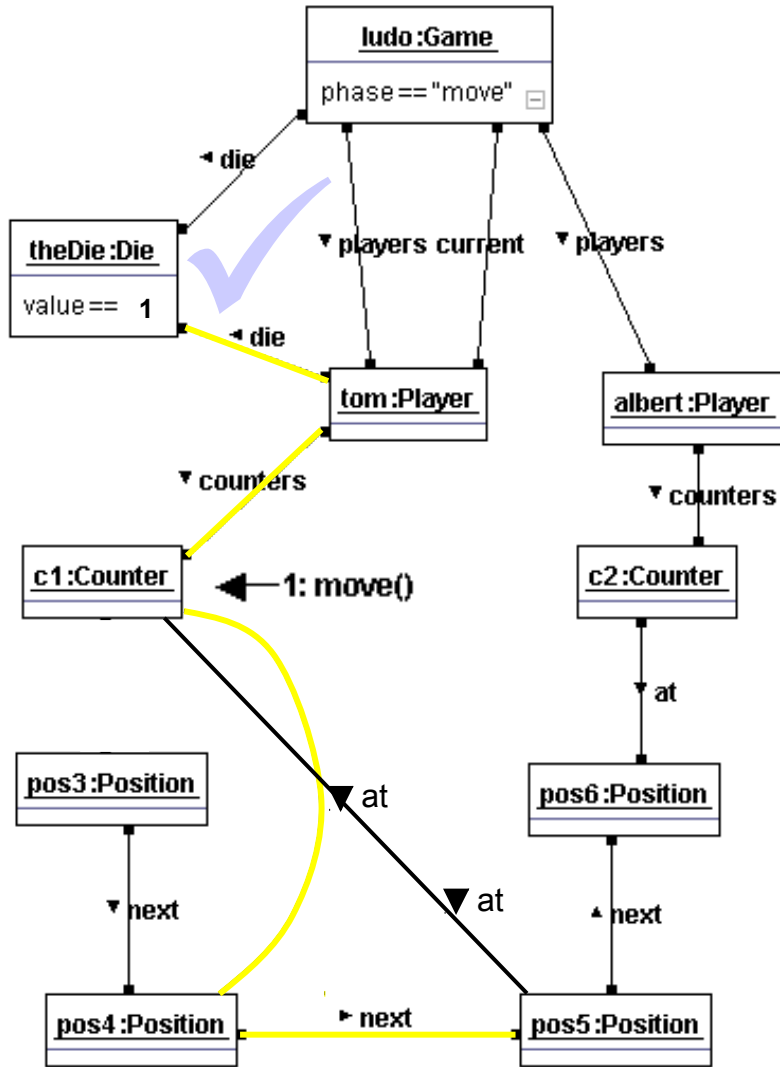 ludo :Game
phase == "move"
◄ die
▼ players current ▼ players
theDie :Die
value == 1
◄ die
tom :Player
albert :Player
▼ counters
▼ counters
c1 :Counter
1: move()
c2 :Counter
▼ at
pos3 :Position
pos6 :Position
▼ at
▼ at
▼ next
▲ next
► next
pos4 :Position
pos5 :Position